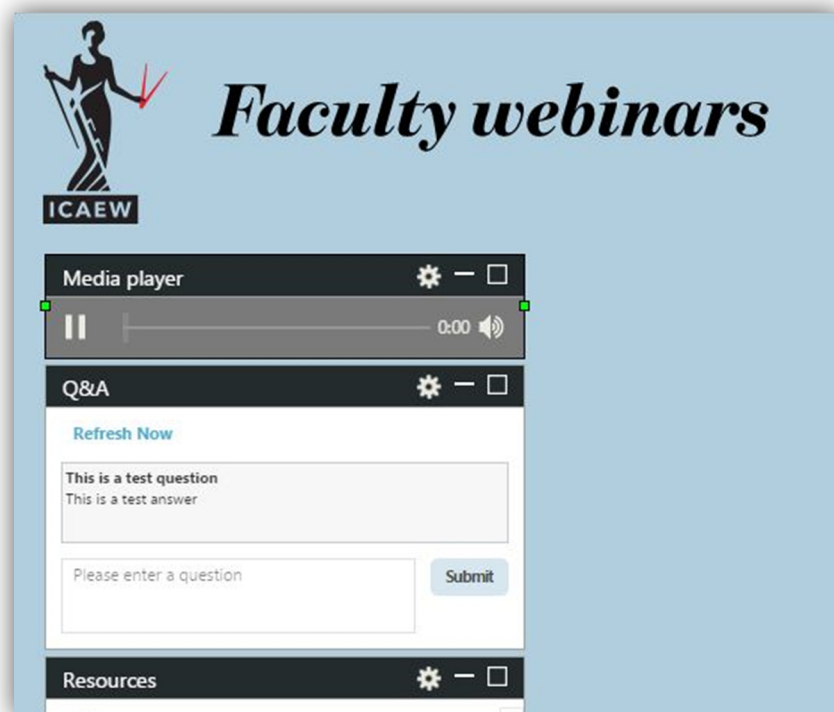 Faculty webinars
ICAEW
Media player
0:00
Q&A
Refresh Now
This is a test question
This is a test answer
Please enter a question
Submit
Resources